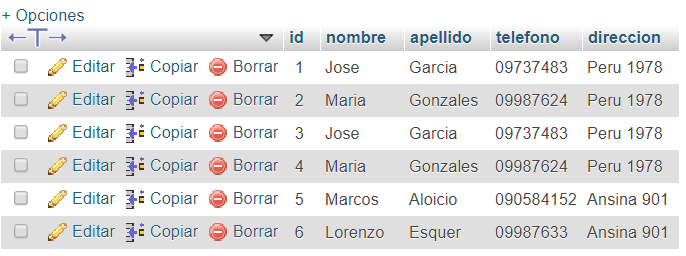 + Opciones
id nombre apellido telefono direccion
Editar Copiar Borrar 1 Jose Garcia 09737483 Peru 1978
Editar Copiar Borrar 2 Maria Gonzales 09987624 Peru 1978
Editar Copiar Borrar 3 Jose Garcia 09737483 Peru 1978
Editar Copiar Borrar 4 Maria Gonzales 09987624 Peru 1978
Editar Copiar Borrar 5 Marcos Aloicio 090584152 Ansina 901
Editar Copiar Borrar 6 Lorenzo Esquer 09987633 Ansina 901